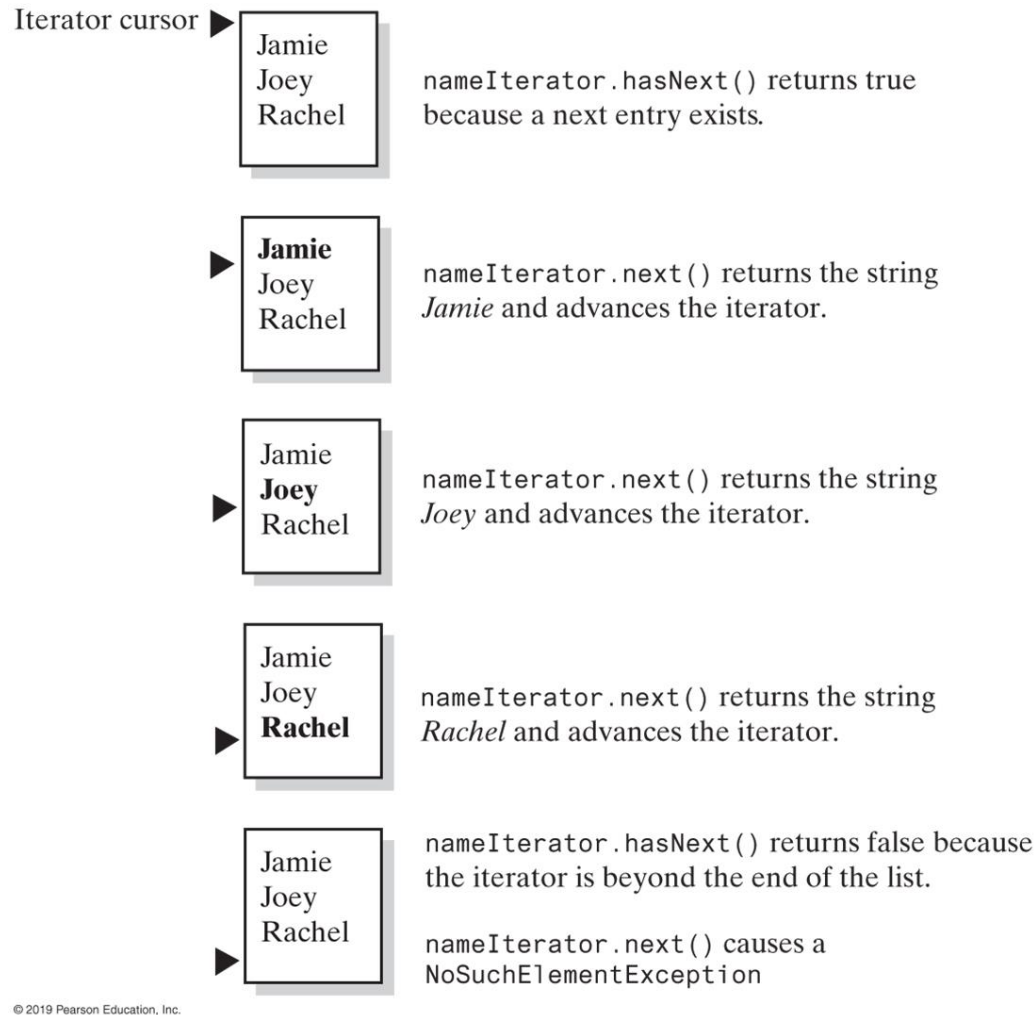 Iterator cursor
Jamie
Joey
Rachel
nameIterator.hasNext() returns true
because a next entry exists.
Jamie
Joey
Rachel
nameIterator.next() returns the string
Jamie and advances the iterator.
Jamie
Joey
Rachel
nameIterator.next() returns the string
Joey and advances the iterator.
Jamie
Joey
Rachel
nameIterator.next() returns the string
Rachel and advances the iterator.
Jamie
Joey
Rachel
nameIterator.hasNext() returns false because
the iterator is beyond the end of the list.
nameIterator.next() causes a
NoSuchElementException
© 2019 Pearson Education, Inc.